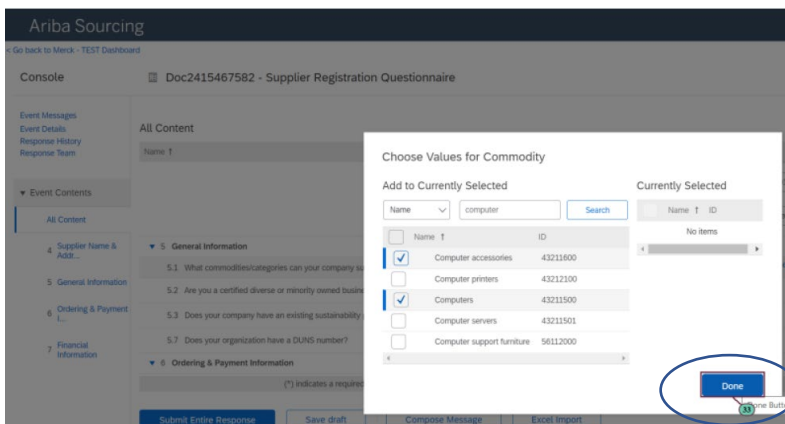 Ariba Sourcing
< Go back to Merck - TEST Dashboard
Console
Doc2415467582 - Supplier Registration Questionnaire
Event Messages
Event Details
Response History
Response Team
▼ Event Contents
All Content
4 Supplier Name & Addr...
5 General Information
6 Ordering & Payment I...
7 Financial Information
All Content
Name ↑
▼ 5 General Information
5.1 What commodities/categories can your company su
5.2 Are you a certified diverse or minority owned busine
5.3 Does your company have an existing sustainability
5.7 Does your organization have a DUNS number?
▼ 6 Ordering & Payment Information
(*) indicates a required
Submit Entire Response
Save draft
Compose Message
Excel Import
Choose Values for Commodity
Add to Currently Selected
Name
computer
Search
Name ↑ ID
Computer accessories 43211600
Computer printers 43212100
Computers 43211500
Computer servers 43211501
Computer support furniture 56112000
Currently Selected
Name ↑ ID
No items
Done
33